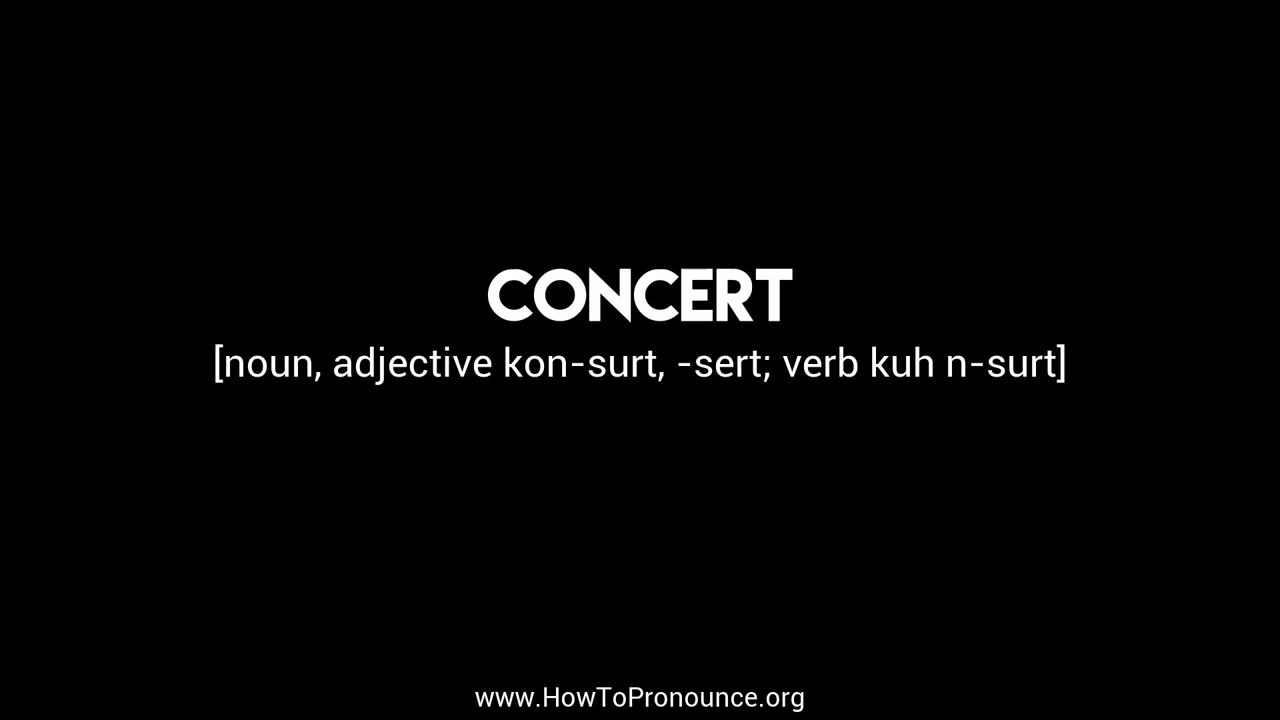 CONCERT
[noun, adjective kon-surt, -sert; verb kuh n-surt]
www.HowToPronounce.org